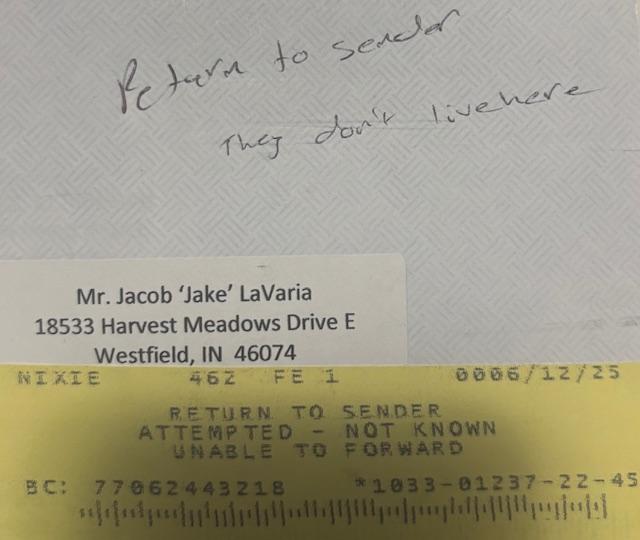 Return to sender
They don't live here
Mr. Jacob ‘Jake’ LaVaria
18533 Harvest Meadows Drive E
Westfield, IN 46074
NIXIE 462 FE 1 0006/12/25
RETURN TO SENDER
ATTEMPTED - NOT KNOWN
UNABLE TO FORWARD
BC: 77062443218 *1033-01237-22-45